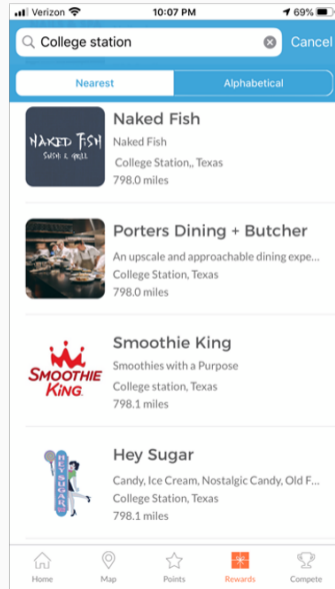 Verizon 10:07 PM 69%
College station Cancel
Nearest Alphabetical
NAKED FISH
SUSHI & GRILL
Naked Fish
Naked Fish
College Station,, Texas
798.0 miles
Porters Dining + Butcher
An upscale and approachable dining expe...
College Station, Texas
798.0 miles
SMOOTHIE
KING
Smoothie King
Smoothies with a Purpose
College station, Texas
798.1 miles
HEY SUGAR
Hey Sugar
Candy, Ice Cream, Nostalgic Candy, Old F...
College Station, Texas
798.1 miles
Home Map Points Rewards Compete